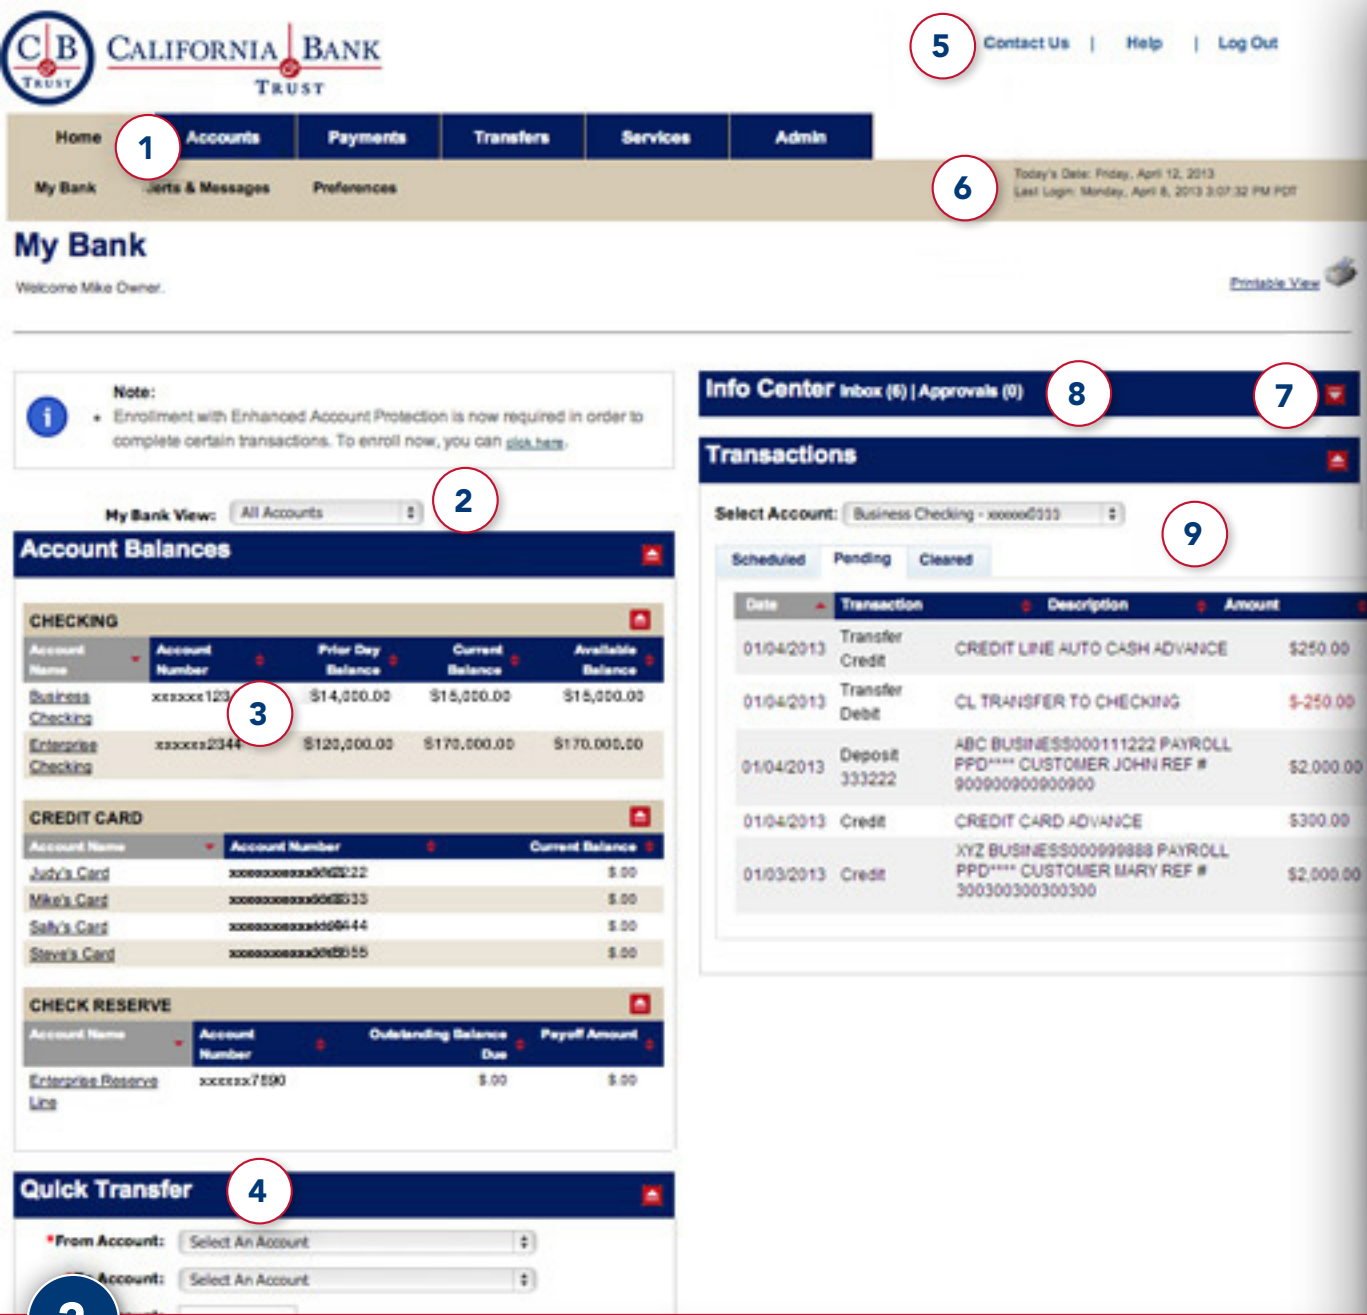 CB
TRUST
CALIFORNIA BANK
TRUST
5 Contact Us | Help | Log Out
Home 1 Accounts Payments Transfers Services Admin
My Bank & Messages Preferences
6 Today's Date: Friday, April 12, 2013
Last Login: Monday, April 8, 2013 3:07:32 PM PDT
My Bank
Welcome Mike Owner.
Printable View
Note:
• Enrollment with Enhanced Account Protection is now required in order to
complete certain transactions. To enroll now, you can click here.
My Bank View: All Accounts 2
Account Balances
CHECKING
Account Name Account Number Prior Day Balance Current Balance Available Balance
Business Checking xxxxxx123 $14,000.00 $15,000.00 $15,000.00
3
Enterprise Checking xxxxxx2344 $120,000.00 $170,000.00 $170,000.00
CREDIT CARD
Account Name Account Number Current Balance
Judy's Card $.00
Mike's Card $.00
Sally's Card $.00
Steve's Card $.00
CHECK RESERVE
Account Name Account Number Outstanding Balance Due Payoff Amount
Enterprise Reserve Line xxxxxx7890 $.00 $.00
Quick Transfer 4
*From Account: Select An Account
Account: Select An Account
Info Center Inbox (6) | Approvals (0) 8 7
Transactions
Select Account: Business Checking - 9
Scheduled Pending Cleared
Date Transaction Description Amount
01/04/2013 Transfer Credit CREDIT LINE AUTO CASH ADVANCE $250.00
01/04/2013 Transfer Debit CL TRANSFER TO CHECKING $-250.00
01/04/2013 Deposit 333222 ABC BUSINESS000111222 PAYROLL PPD**** CUSTOMER JOHN REF # 900900900900900 $2,000.00
01/04/2013 Credit CREDIT CARD ADVANCE $300.00
01/03/2013 Credit XYZ BUSINESS000999888 PAYROLL PPD**** CUSTOMER MARY REF # 300300300300300 $2,000.00